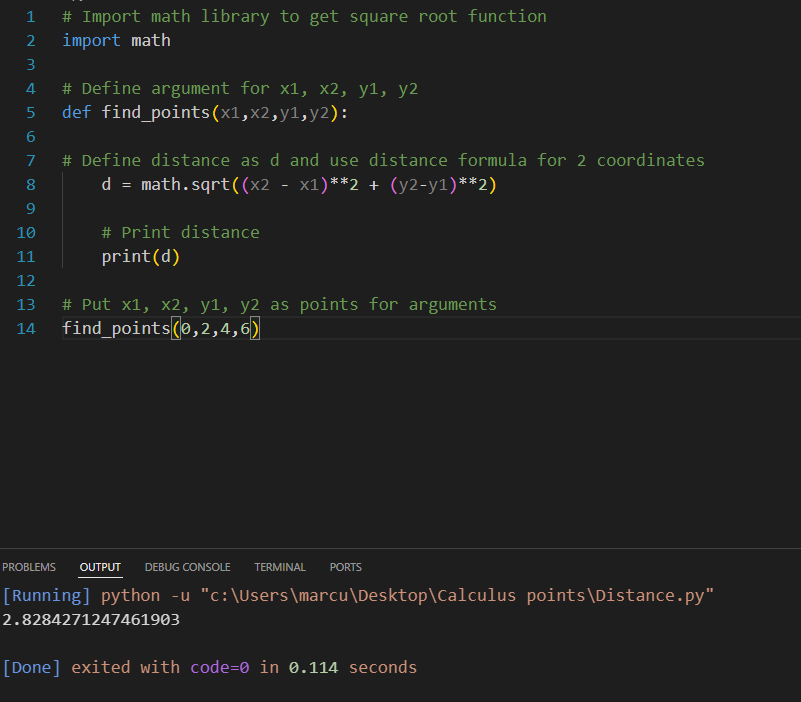 1 # Import math library to get square root function
2 import math
3
4 # Define argument for x1, x2, y1, y2
5 def find_points(x1,x2,y1,y2):
6
7 # Define distance as d and use distance formula for 2 coordinates
8     d = math.sqrt((x2 - x1)**2 + (y2-y1)**2)
9
10     # Print distance
11     print(d)
12
13 # Put x1, x2, y1, y2 as points for arguments
14 find_points(0,2,4,6)
PROBLEMS OUTPUT DEBUG CONSOLE TERMINAL PORTS
[Running] python -u "c:\Users\marcu\Desktop\Calculus points\Distance.py"
2.8284271247461903
[Done] exited with code=0 in 0.114 seconds